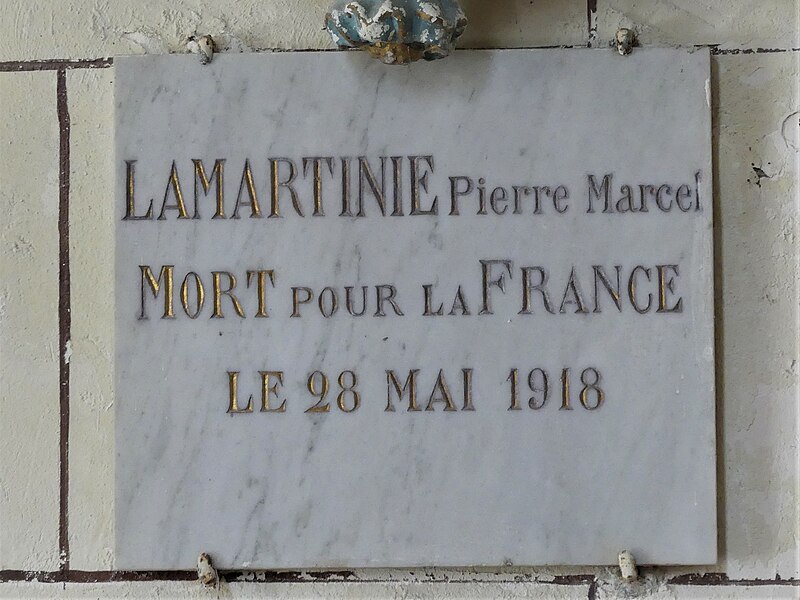 LAMARTINIE Pierre Marcel
MORT POUR LA FRANCE
LE 28 MAI 1918